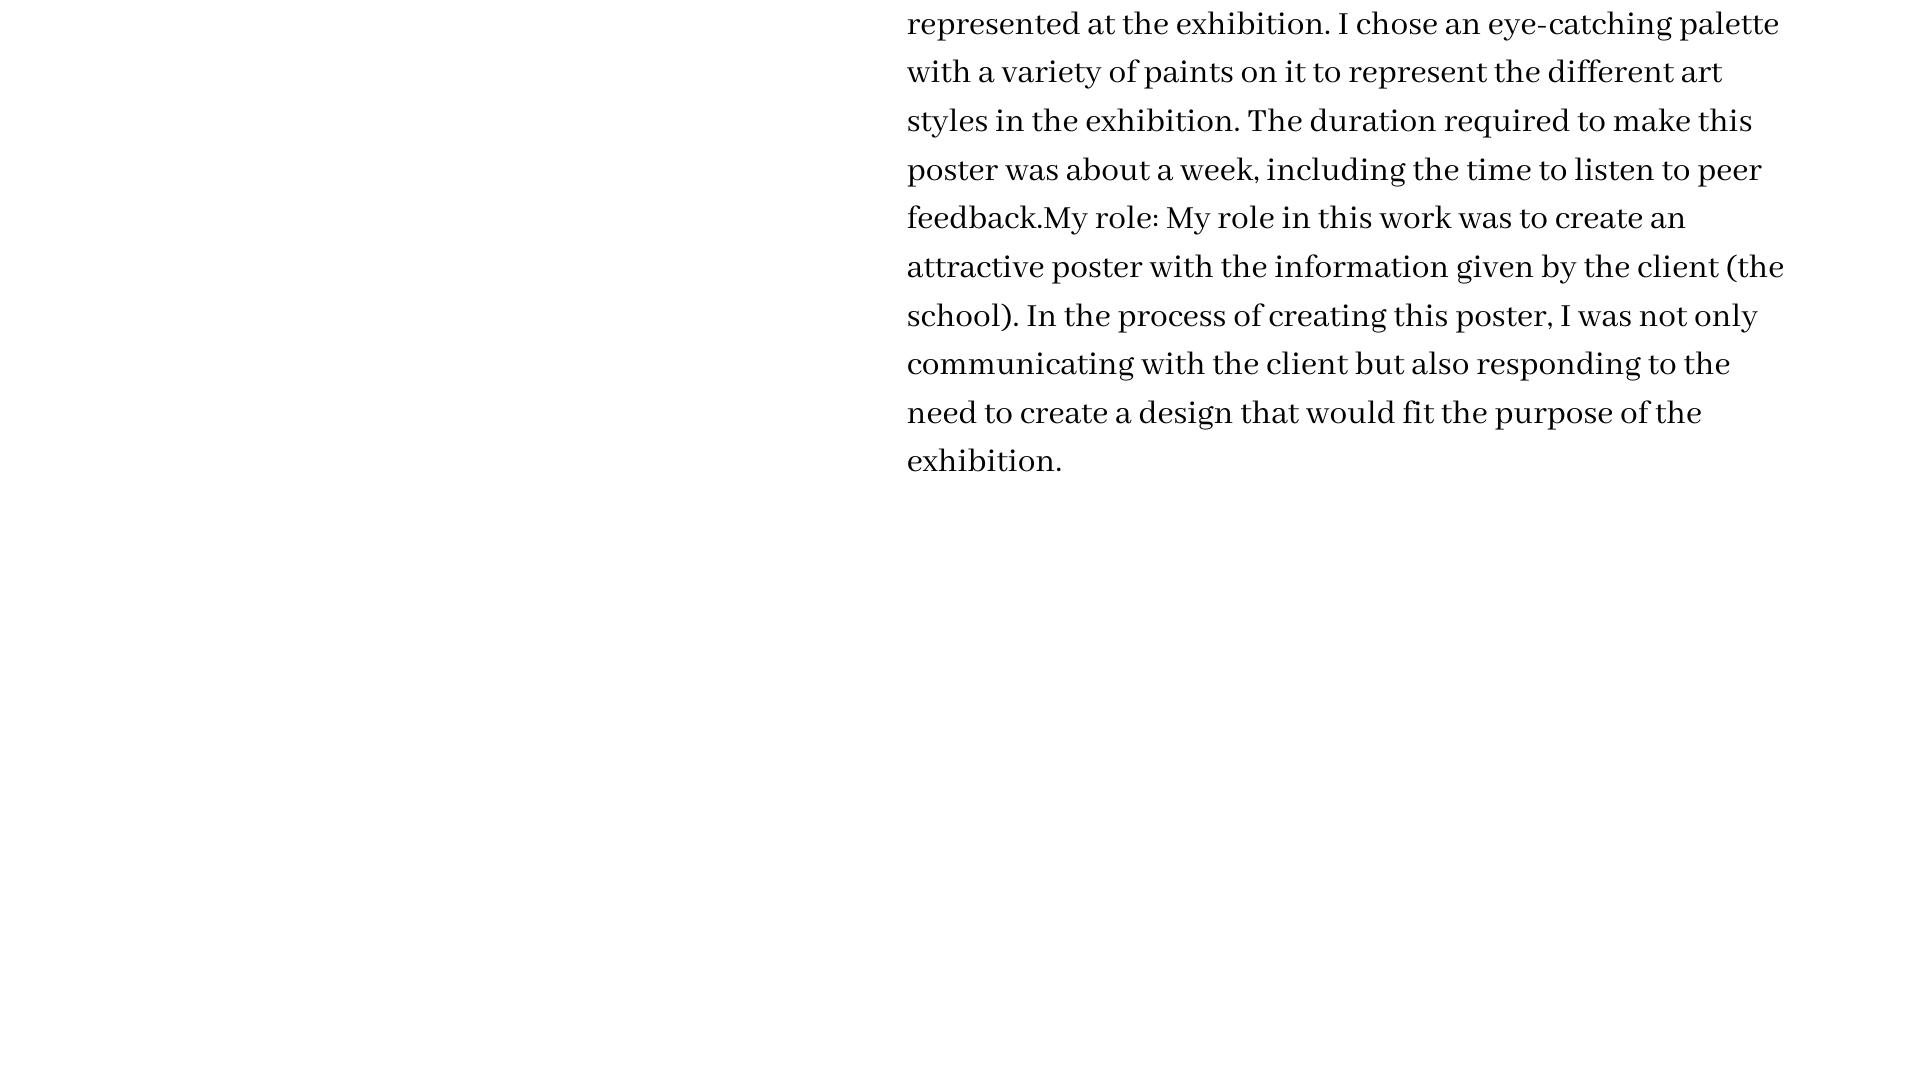 represented at the exhibition. I chose an eye-catching palette
with a variety of paints on it to represent the different art
styles in the exhibition. The duration required to make this
poster was about a week, including the time to listen to peer
feedback.My role: My role in this work was to create an
attractive poster with the information given by the client (the
school). In the process of creating this poster, I was not only
communicating with the client but also responding to the
need to create a design that would fit the purpose of the
exhibition.